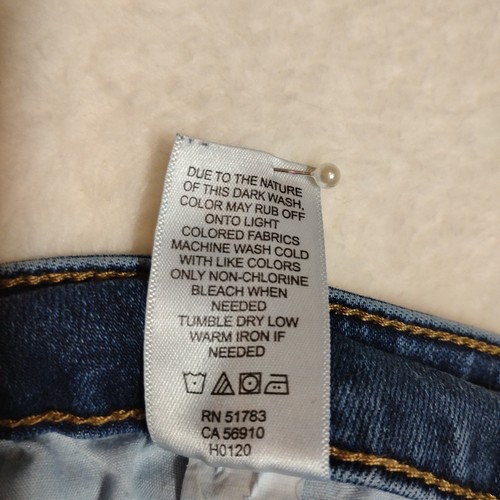 DUE TO THE NATURE
OF THIS DARK WASH,
COLOR MAY RUB OFF
ONTO LIGHT
COLORED FABRICS
MACHINE WASH COLD
WITH LIKE COLORS
ONLY NON-CHLORINE
BLEACH WHEN
NEEDED
TUMBLE DRY LOW
WARM IRON IF
NEEDED
RN 51783
CA 56910
H0120